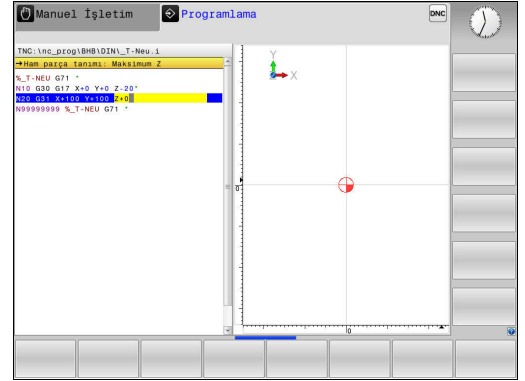 Manuel İşletim
Programlama
DNC
TNC:\nc_prog\BHB\DIN\_T-Neu.i
→Ham parça tanımı: Maksimum Z
%_T-NEU G71 *
N10 G30 G17 X+0 Y+0 Z-20*
N20 G31 X+100 Y+100 Z+0
N99999999 %_T-NEU G71 *
Y
Z X
0
0